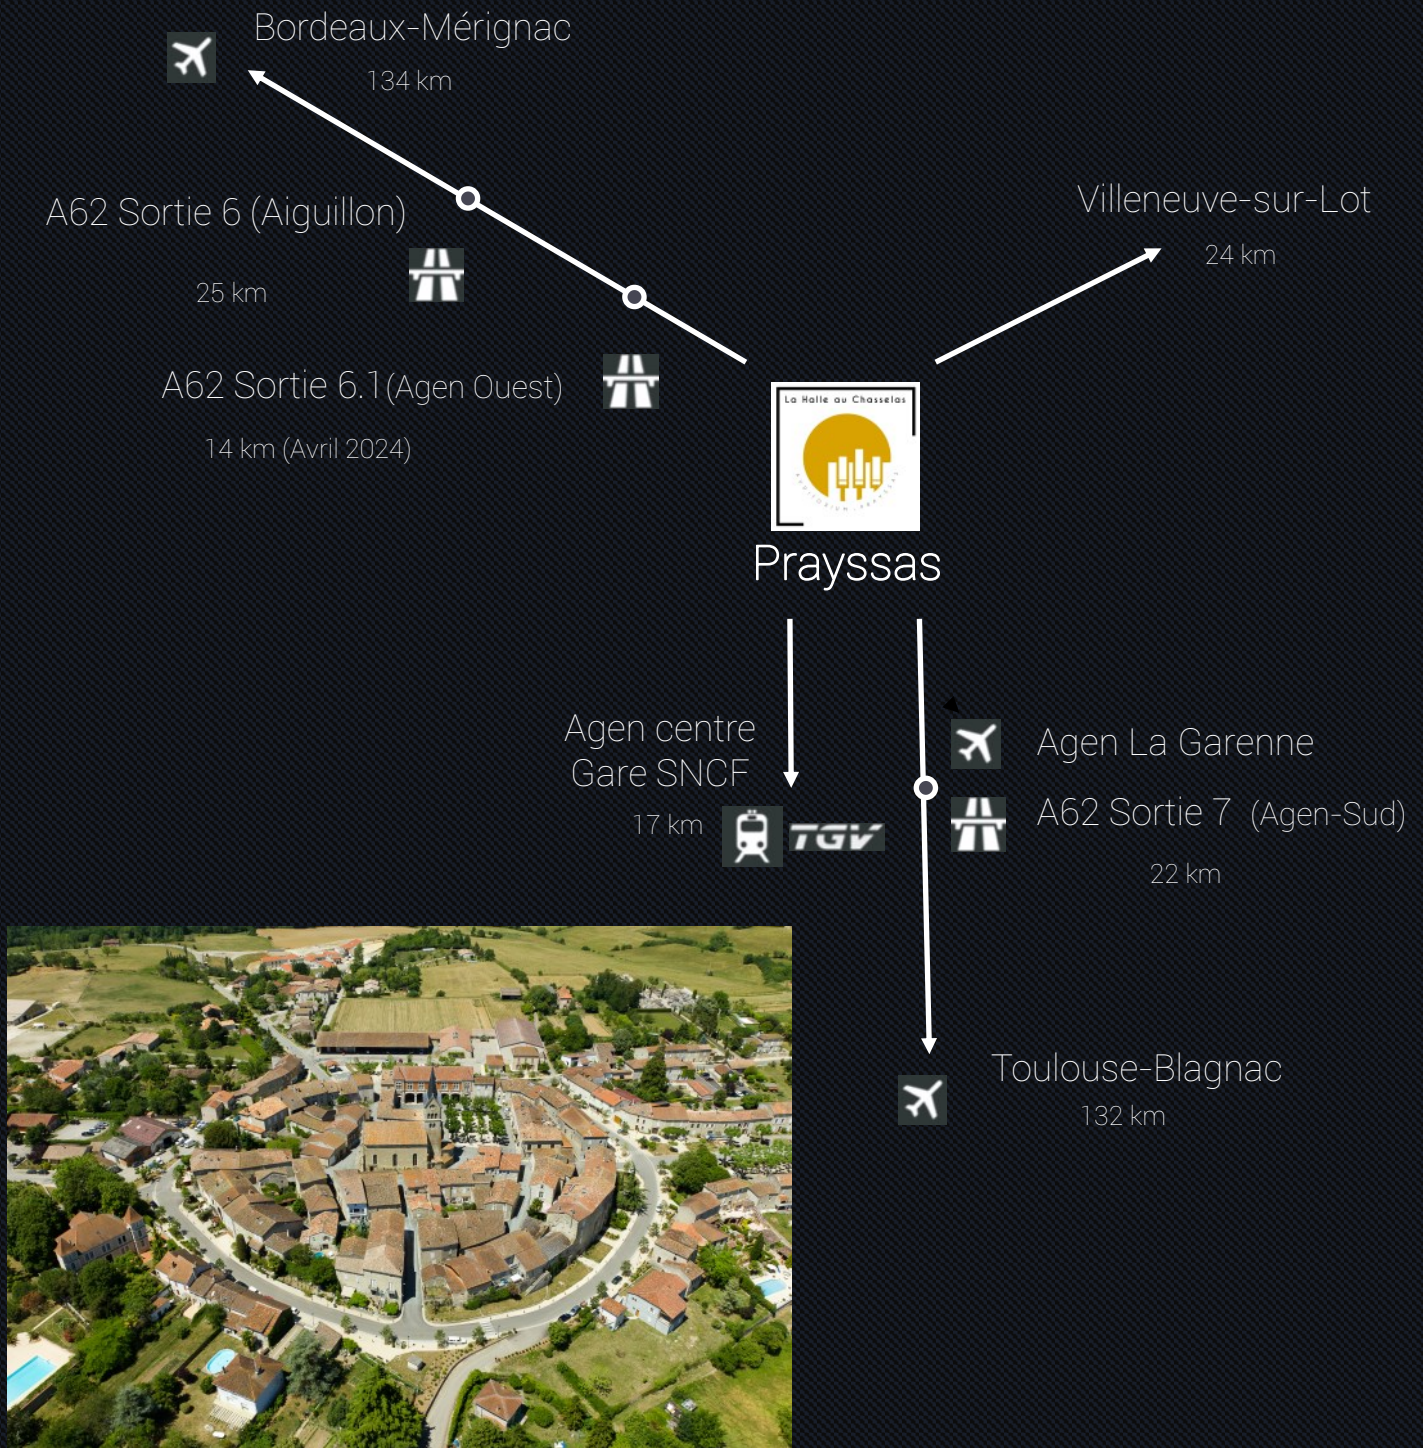 Bordeaux-Mérignac
134 km
A62 Sortie 6 (Aiguillon)
25 km
Villeneuve-sur-Lot
24 km
A62 Sortie 6.1(Agen Ouest)
14 km (Avril 2024)
La Halle au Chasselas
AUDITORIUM - PRAYSSAS
Prayssas
Agen centre
Gare SNCF
17 km
TGV
Agen La Garenne
A62 Sortie 7 (Agen-Sud)
22 km
Toulouse-Blagnac
132 km